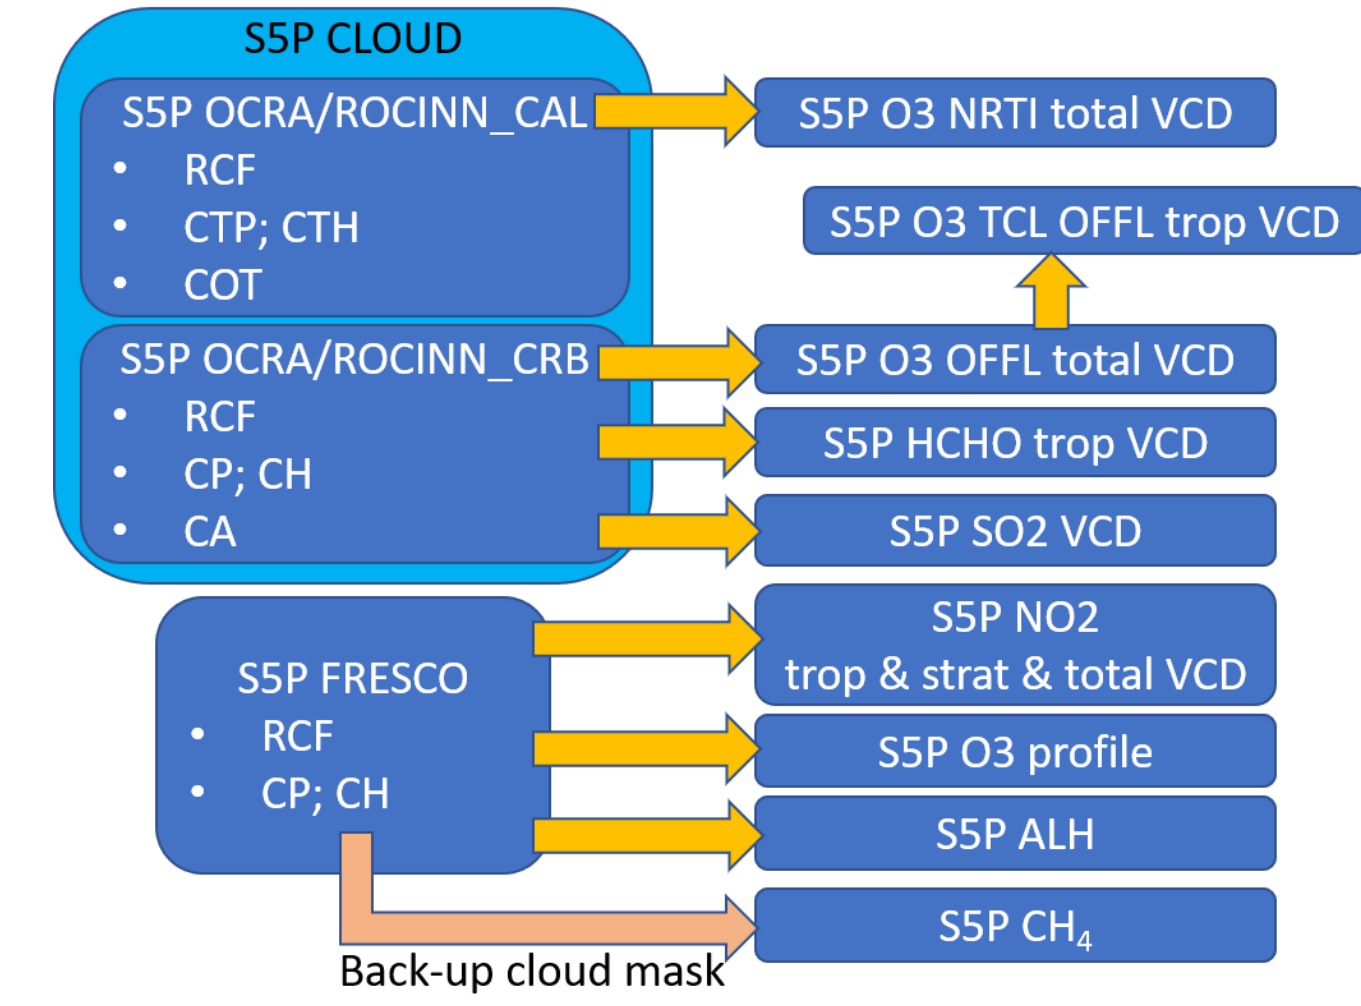 S5P CLOUD
S5P OCRA/ROCINN_CAL
• RCF
• CTP; CTH
• COT
S5P OCRA/ROCINN_CRB
• RCF
• CP; CH
• CA
S5P FRESCO
• RCF
• CP; CH
Back-up cloud mask
S5P O3 NRTI total VCD
S5P O3 TCL OFFL trop VCD
S5P O3 OFFL total VCD
S5P HCHO trop VCD
S5P SO2 VCD
S5P NO2
trop & strat & total VCD
S5P O3 profile
S5P ALH
S5P CH₄